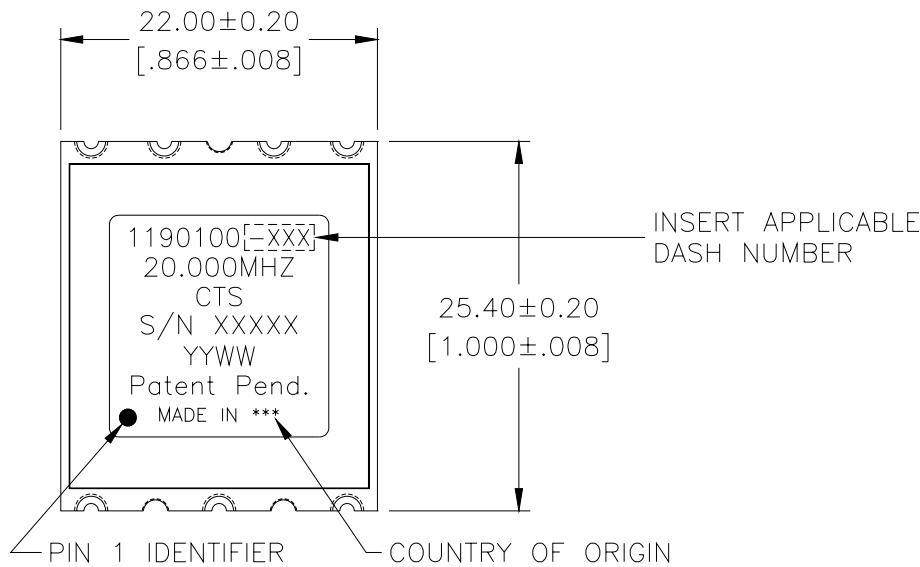 22.00±0.20
[.866±.008]
1190100-XXX
20.000MHZ
CTS
S/N XXXXX
YYWW
Patent Pend.
MADE IN ***
INSERT APPLICABLE
DASH NUMBER
25.40±0.20
[1.000±.008]
PIN 1 IDENTIFIER
COUNTRY OF ORIGIN